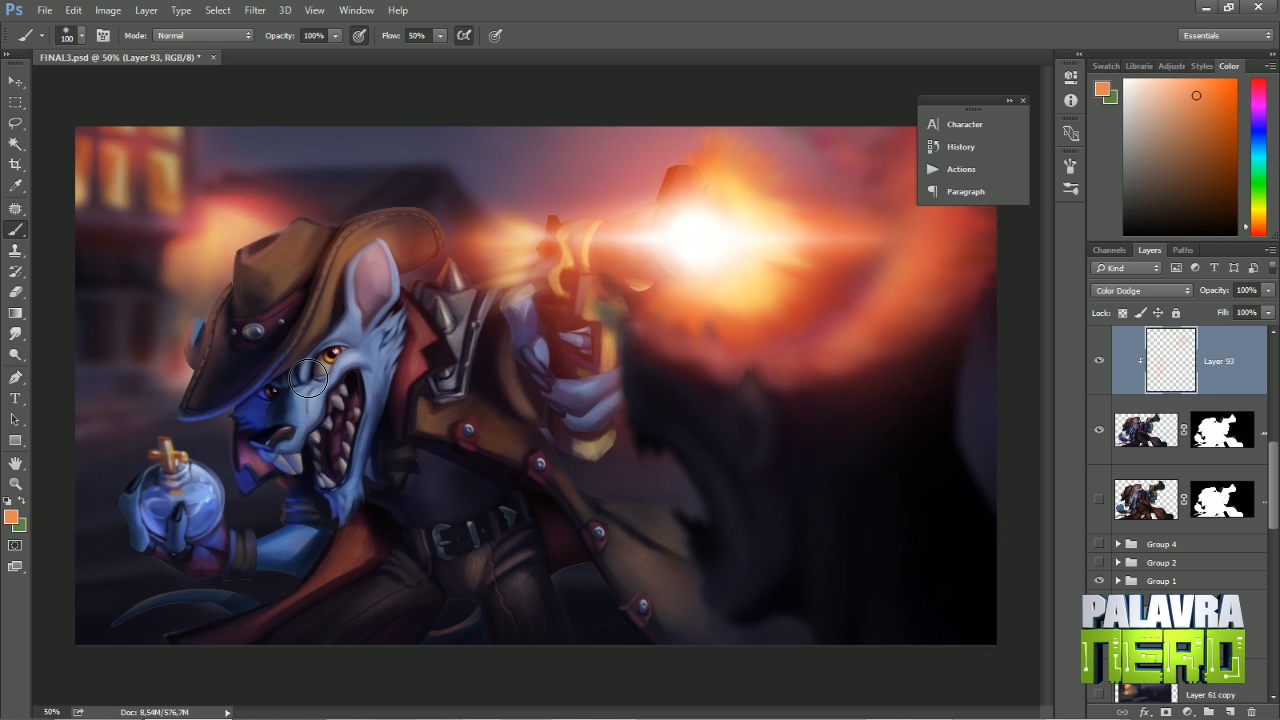 Ps File Edit Image Layer Type Select Filter 3D View Window Help
100 Mode: Normal Opacity: 100% Flow: 50% Essentials
FINAL3.psd @ 50% (Layer 93, RGB/8) *
Swatch Librarie Adjustr Styles Color
Character
History
Actions
Paragraph
Channels Layers Paths
Kind
Color Dodge Opacity: 100%
Lock: Fill: 100%
Layer 93
Group 4
Group 2
Group 1
PALAVRA
NERD
Layer 61 copy
50% Doc: 8,54M/576,7M
fx